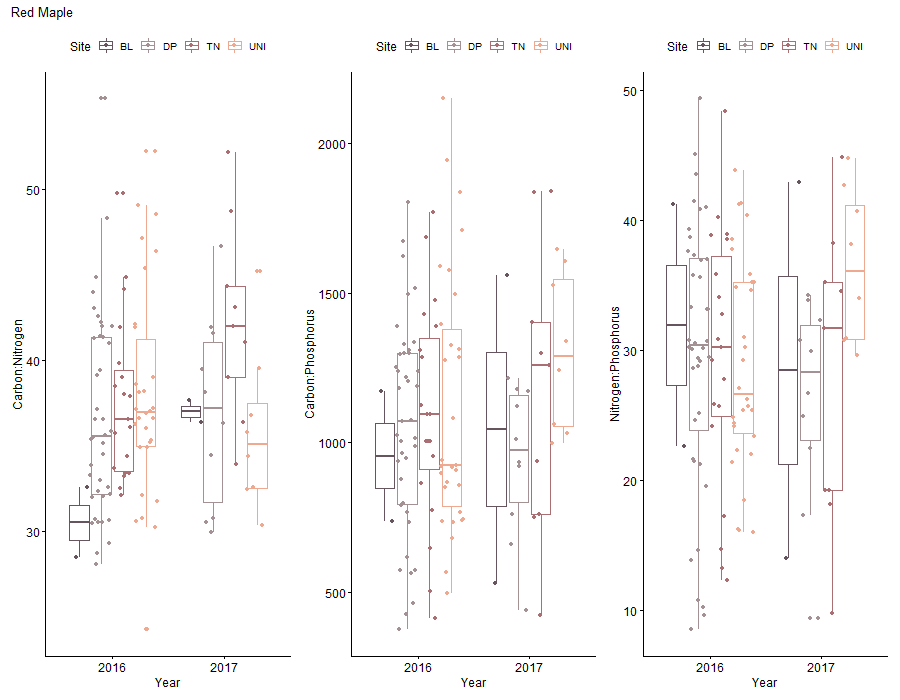 Red Maple
Site BL DP TN UNI
Carbon:Nitrogen
50
40
30
2016 2017
Year
Site BL DP TN UNI
Carbon:Phosphorus
2000
1500
1000
500
2016 2017
Year
Site BL DP TN UNI
Nitrogen:Phosphorus
50
40
30
20
10
2016 2017
Year